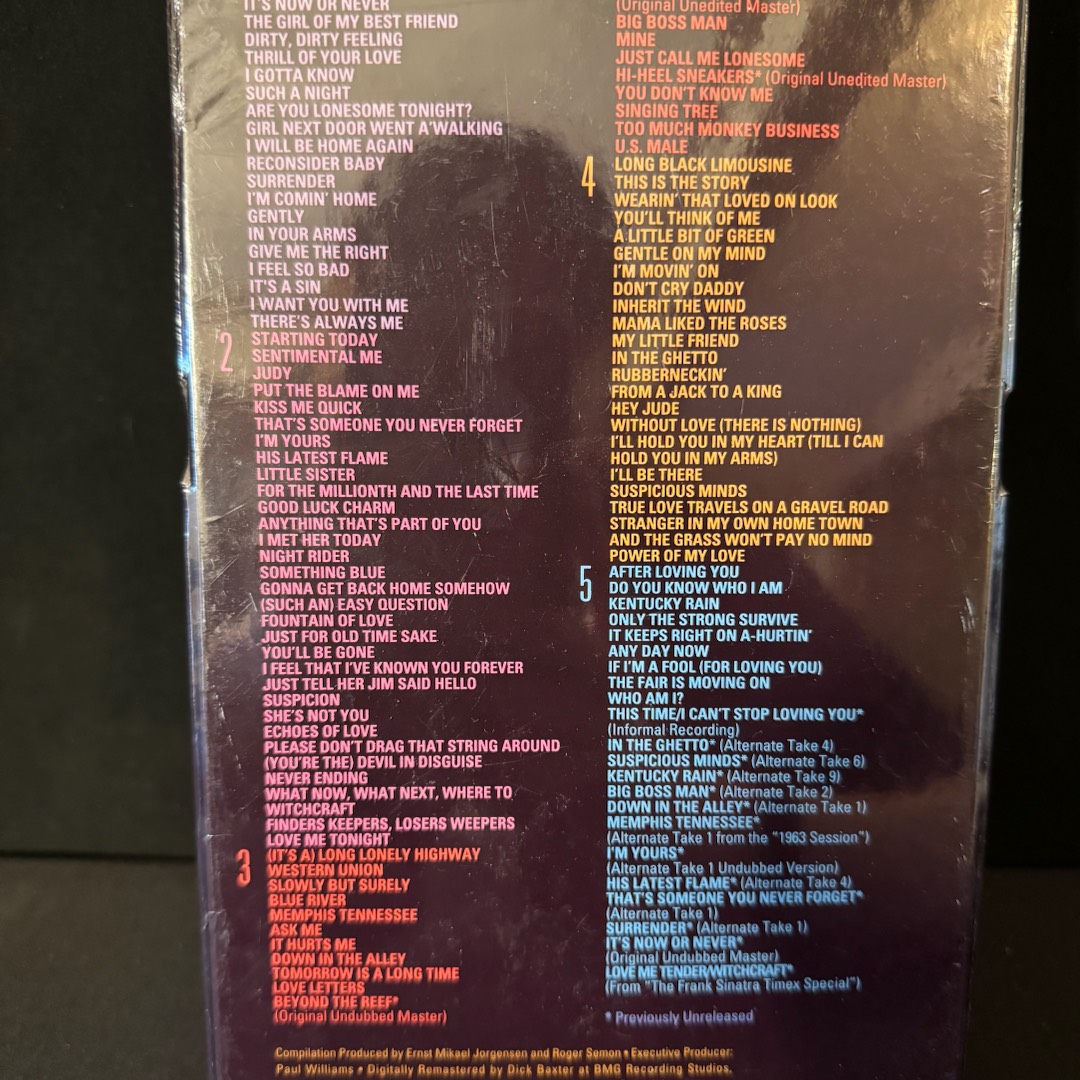 IT'S NOW OR NEVER
THE GIRL OF MY BEST FRIEND
DIRTY, DIRTY FEELING
THRILL OF YOUR LOVE
I GOTTA KNOW
SUCH A NIGHT
ARE YOU LONESOME TONIGHT?
GIRL NEXT DOOR WENT A'WALKING
I WILL BE HOME AGAIN
RECONSIDER BABY
SURRENDER
I'M COMIN' HOME
GENTLY
IN YOUR ARMS
GIVE ME THE RIGHT
I FEEL SO BAD
IT'S A SIN
I WANT YOU WITH ME
THERE'S ALWAYS ME
2 STARTING TODAY
SENTIMENTAL ME
JUDY
PUT THE BLAME ON ME
KISS ME QUICK
THAT'S SOMEONE YOU NEVER FORGET
I'M YOURS
HIS LATEST FLAME
LITTLE SISTER
FOR THE MILLIONTH AND THE LAST TIME
GOOD LUCK CHARM
ANYTHING THAT'S PART OF YOU
I MET HER TODAY
NIGHT RIDER
SOMETHING BLUE
GONNA GET BACK HOME SOMEHOW
(SUCH AN) EASY QUESTION
FOUNTAIN OF LOVE
JUST FOR OLD TIME SAKE
YOU'LL BE GONE
I FEEL THAT I'VE KNOWN YOU FOREVER
JUST TELL HER JIM SAID HELLO
SUSPICION
SHE'S NOT YOU
ECHOES OF LOVE
PLEASE DON'T DRAG THAT STRING AROUND
(YOU'RE THE) DEVIL IN DISGUISE
NEVER ENDING
WHAT NOW, WHAT NEXT, WHERE TO
WITCHCRAFT
FINDERS KEEPERS, LOSERS WEEPERS
LOVE ME TONIGHT
3 (IT'S A) LONG LONELY HIGHWAY
WESTERN UNION
SLOWLY BUT SURELY
BLUE RIVER
MEMPHIS TENNESSEE
ASK ME
IT HURTS ME
DOWN IN THE ALLEY
TOMORROW IS A LONG TIME
LOVE LETTERS
BEYOND THE REEF*
(Original Undubbed Master)
(Original Unedited Master)
BIG BOSS MAN
MINE
JUST CALL ME LONESOME
HI-HEEL SNEAKERS* (Original Unedited Master)
YOU DON'T KNOW ME
SINGING TREE
TOO MUCH MONKEY BUSINESS
U.S. MALE
4 LONG BLACK LIMOUSINE
THIS IS THE STORY
WEARIN' THAT LOVED ON LOOK
YOU'LL THINK OF ME
A LITTLE BIT OF GREEN
GENTLE ON MY MIND
I'M MOVIN' ON
DON'T CRY DADDY
INHERIT THE WIND
MAMA LIKED THE ROSES
MY LITTLE FRIEND
IN THE GHETTO
RUBBERNECKIN'
FROM A JACK TO A KING
HEY JUDE
WITHOUT LOVE (THERE IS NOTHING)
I'LL HOLD YOU IN MY HEART (TILL I CAN
HOLD YOU IN MY ARMS)
I'LL BE THERE
SUSPICIOUS MINDS
TRUE LOVE TRAVELS ON A GRAVEL ROAD
STRANGER IN MY OWN HOME TOWN
AND THE GRASS WON'T PAY NO MIND
POWER OF MY LOVE
5 AFTER LOVING YOU
DO YOU KNOW WHO I AM
KENTUCKY RAIN
ONLY THE STRONG SURVIVE
IT KEEPS RIGHT ON A-HURTIN'
ANY DAY NOW
IF I'M A FOOL (FOR LOVING YOU)
THE FAIR IS MOVING ON
WHO AM I?
THIS TIME/I CAN'T STOP LOVING YOU*
(Informal Recording)
IN THE GHETTO* (Alternate Take 4)
SUSPICIOUS MINDS* (Alternate Take 6)
KENTUCKY RAIN* (Alternate Take 9)
BIG BOSS MAN* (Alternate Take 2)
DOWN IN THE ALLEY* (Alternate Take 1)
MEMPHIS TENNESSEE*
(Alternate Take 1 from the "1963 Session")
I'M YOURS*
(Alternate Take 1 Undubbed Version)
HIS LATEST FLAME* (Alternate Take 4)
THAT'S SOMEONE YOU NEVER FORGET*
(Alternate Take 1)
SURRENDER* (Alternate Take 1)
IT'S NOW OR NEVER*
(Original Undubbed Master)
LOVE ME TENDER/WITCHCRAFT*
(From "The Frank Sinatra Timex Special")
* Previously Unreleased
Compilation Produced by Ernst Mikael Jorgensen and Roger Semon • Executive Producer:
Paul Williams • Digitally Remastered by Dick Baxter at BMG Recording Studios.